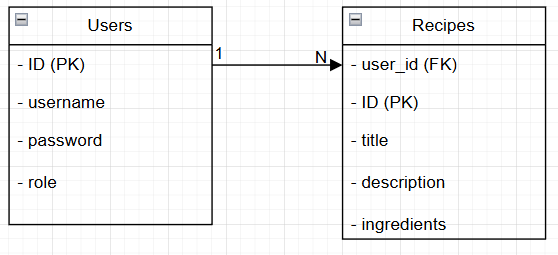 Users
- ID (PK)
- username
- password
- role
1
N
Recipes
- user_id (FK)
- ID (PK)
- title
- description
- ingredients